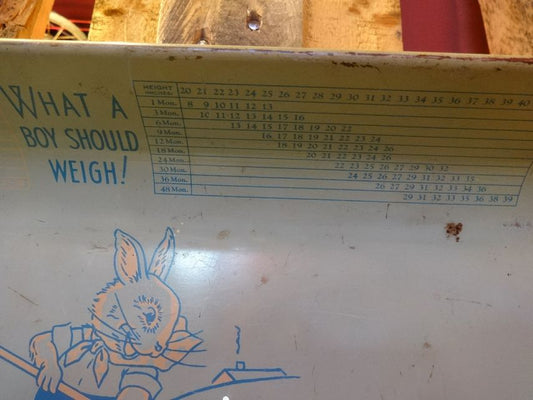 WHAT A
BOY SHOULD
WEIGH!
HEIGHT INCHES 20 21 22 23 24 25 26 27 28 29 30 31 32 33 34 35 36 37 38 39 40
1 Mon. 8 9 10 11 12 13
3 Mon. 10 11 12 13 14 15 16
6 Mon. 13 14 15 17 18 19 20 22
9 Mon. 16 17 18 19 21 22 23 24
12 Mon. 18 19 20 21 22 23 24 26
18 Mon. 20 21 22 23 24 26
24 Mon. 22 23 25 26 27 29 30 32
30 Mon. 24 25 26 27 29 31 32 33 35
36 Mon. 26 27 29 31 32 33 34 36
48 Mon. 29 31 32 33 35 36 38 39